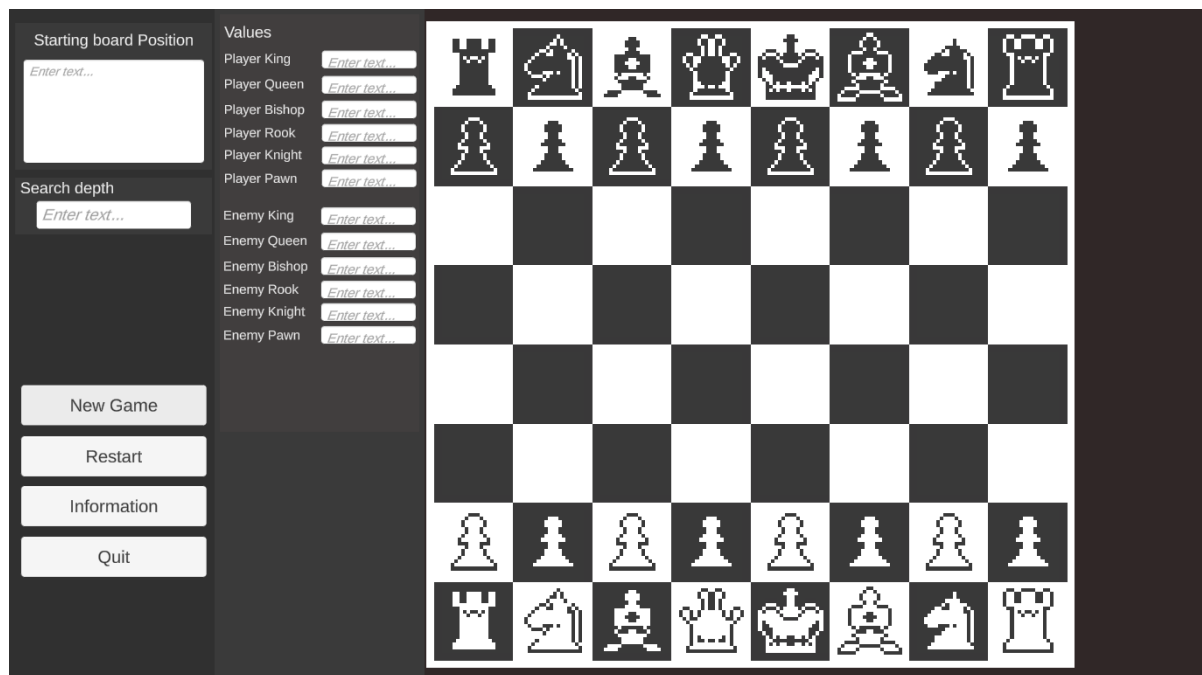 Starting board Position
Enter text...
Search depth
Enter text...
New Game
Restart
Information
Quit
Values
Player King Enter text...
Player Queen Enter text...
Player Bishop Enter text...
Player Rook Enter text...
Player Knight Enter text...
Player Pawn Enter text...
Enemy King Enter text...
Enemy Queen Enter text...
Enemy Bishop Enter text...
Enemy Rook Enter text...
Enemy Knight Enter text...
Enemy Pawn Enter text...